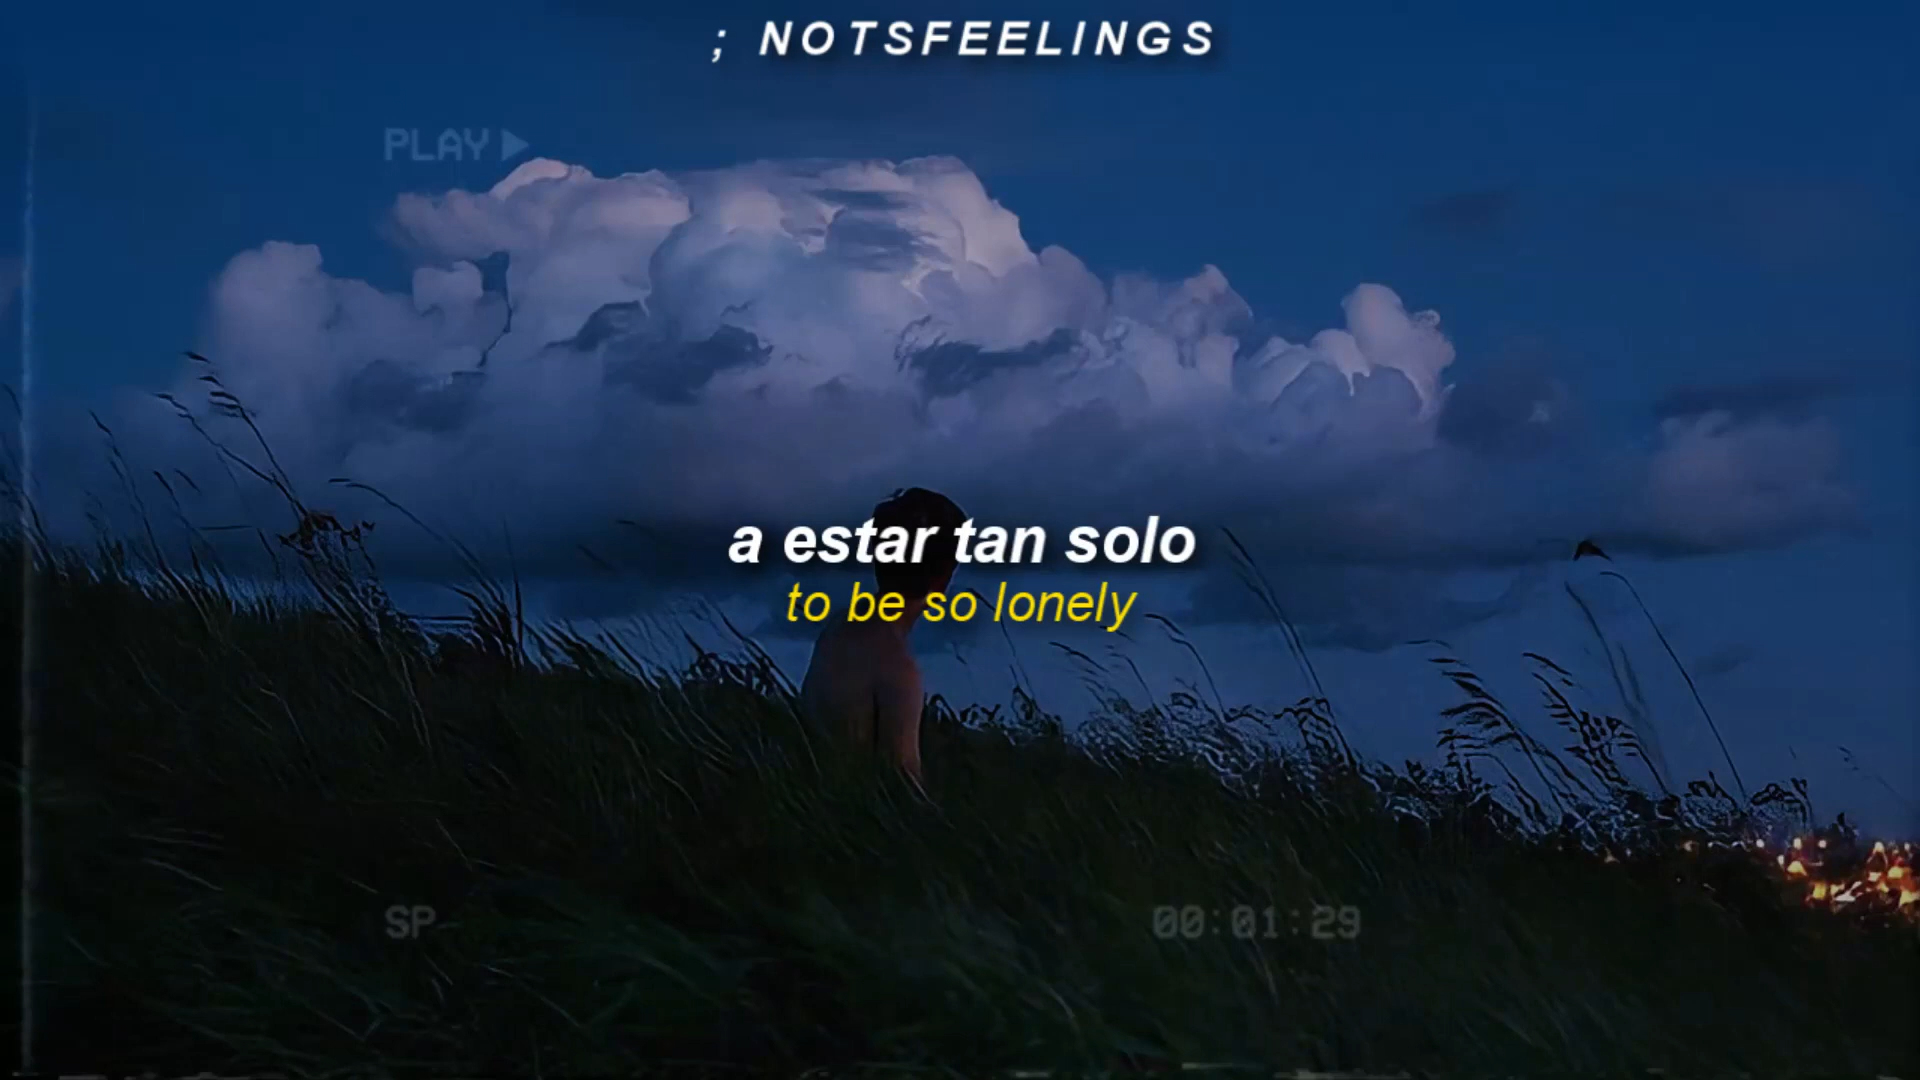 ; NOTSFEELINGS
PLAY
a estar tan solo
to be so lonely
SP
00:01:29